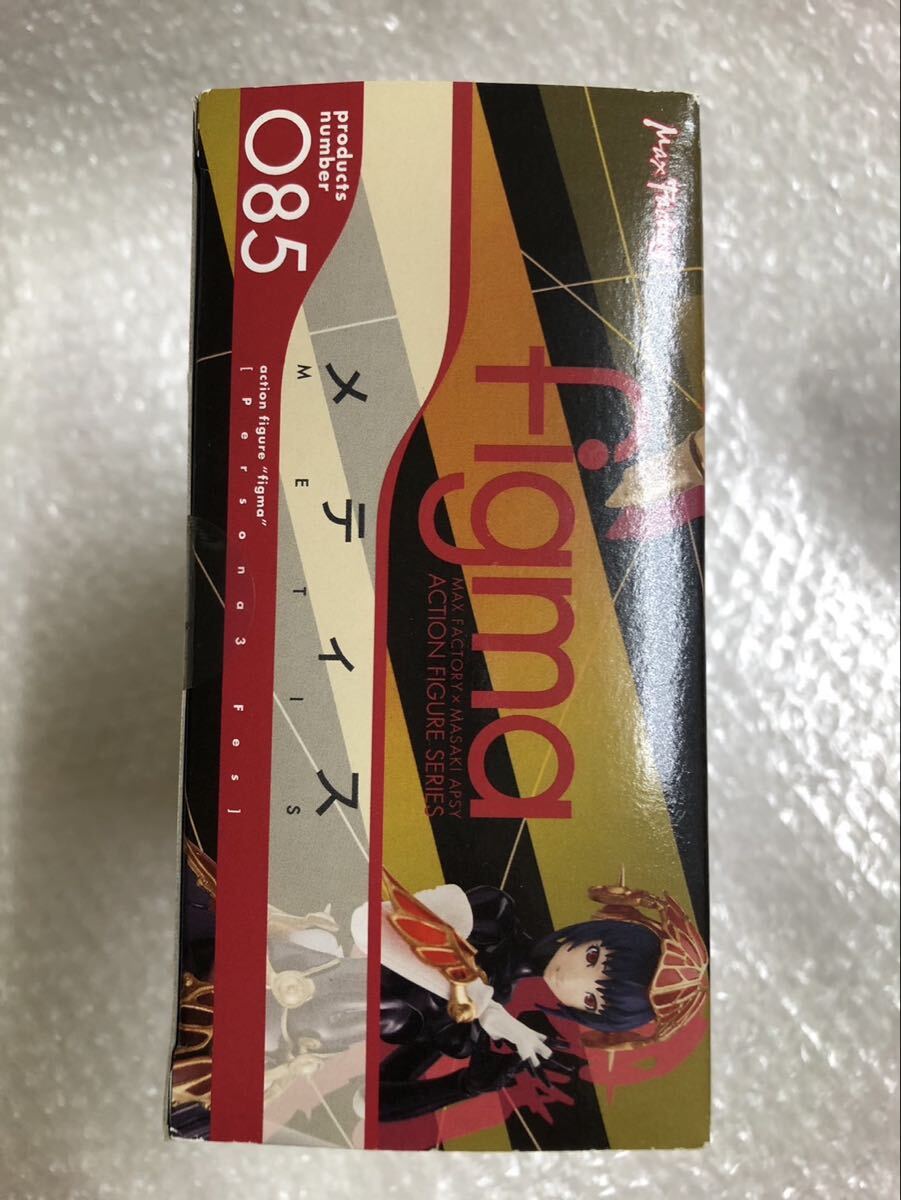 Max Factory
figma
MAX FACTORY × MASAKI APSY
ACTION FIGURE SERIES
メティス
METIS
products
number
085
action figure "figma"
[Persona3 Fes]